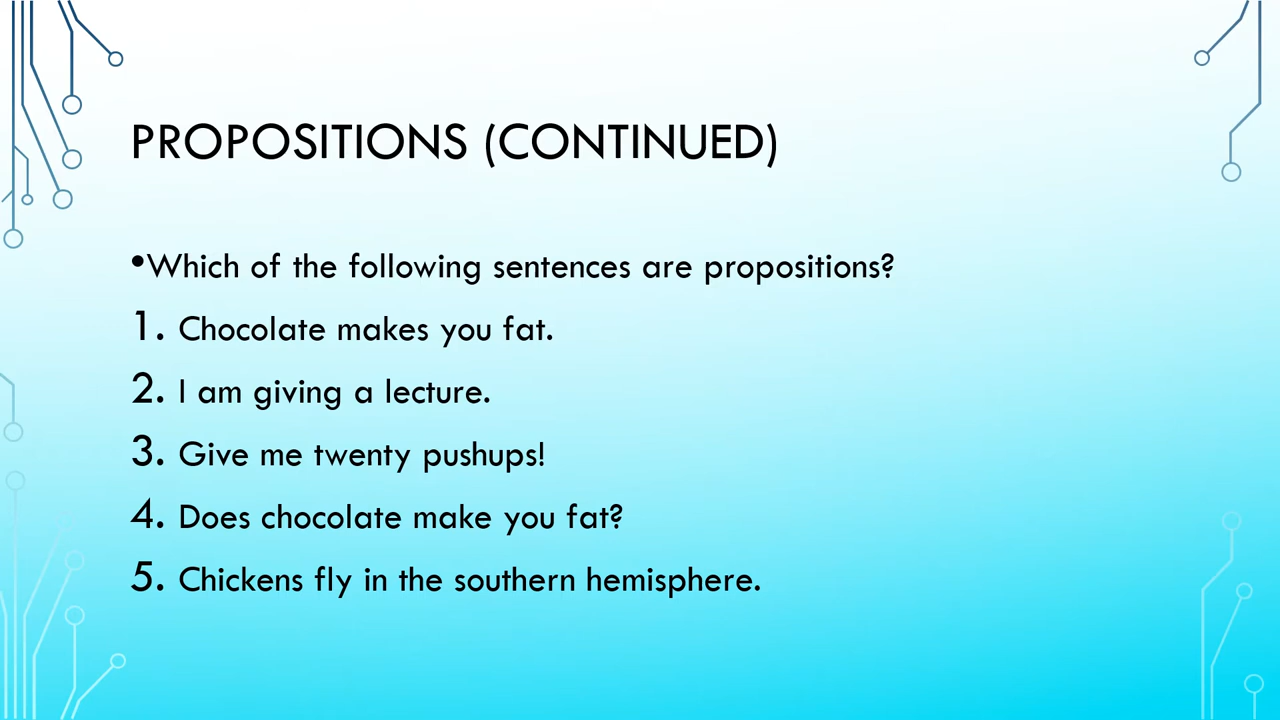 PROPOSITIONS (CONTINUED)
•Which of the following sentences are propositions?
1. Chocolate makes you fat.
2. I am giving a lecture.
3. Give me twenty pushups!
4. Does chocolate make you fat?
5. Chickens fly in the southern hemisphere.